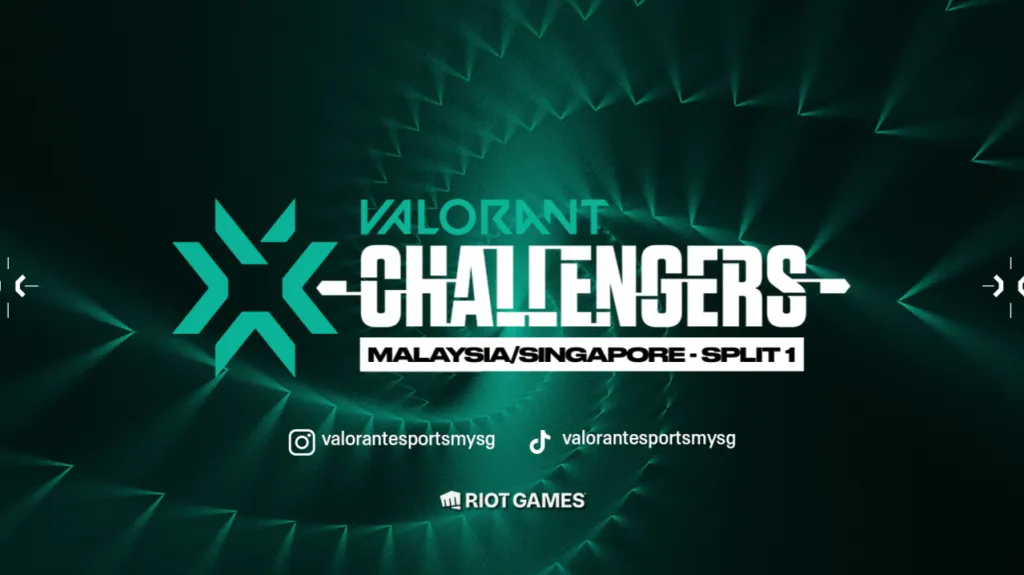 VALORANT
CHALLENGERS
MALAYSIA/SINGAPORE - SPLIT 1
valorantesportsmysg
valorantesportsmysg
RIOT GAMES